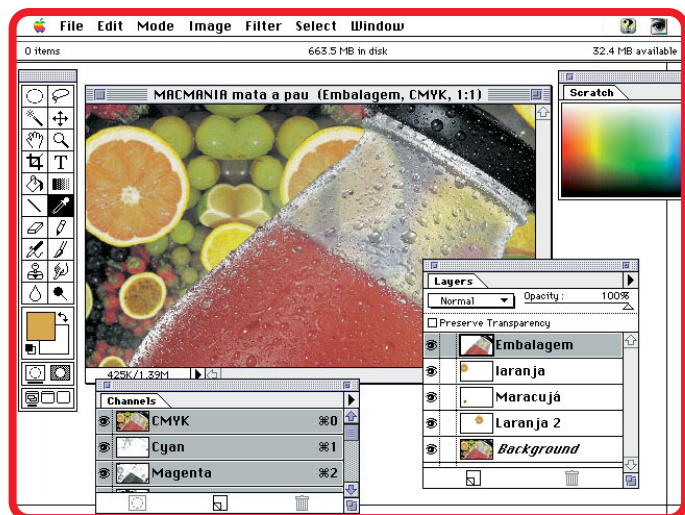 File Edit Mode Image Filter Select Window
0 items 663.5 MB in disk 32.4 MB available
MACMANIA mata a pau (Embalagem, CMYK, 1:1)
Scratch
T
Layers
Normal Opacity: 100%
Preserve Transparency
Embalagem
laranja
Maracujá
Laranja 2
Background
425K/1.39M
Channels
CMYK ⌘0
Cyan ⌘1
Magenta ⌘2